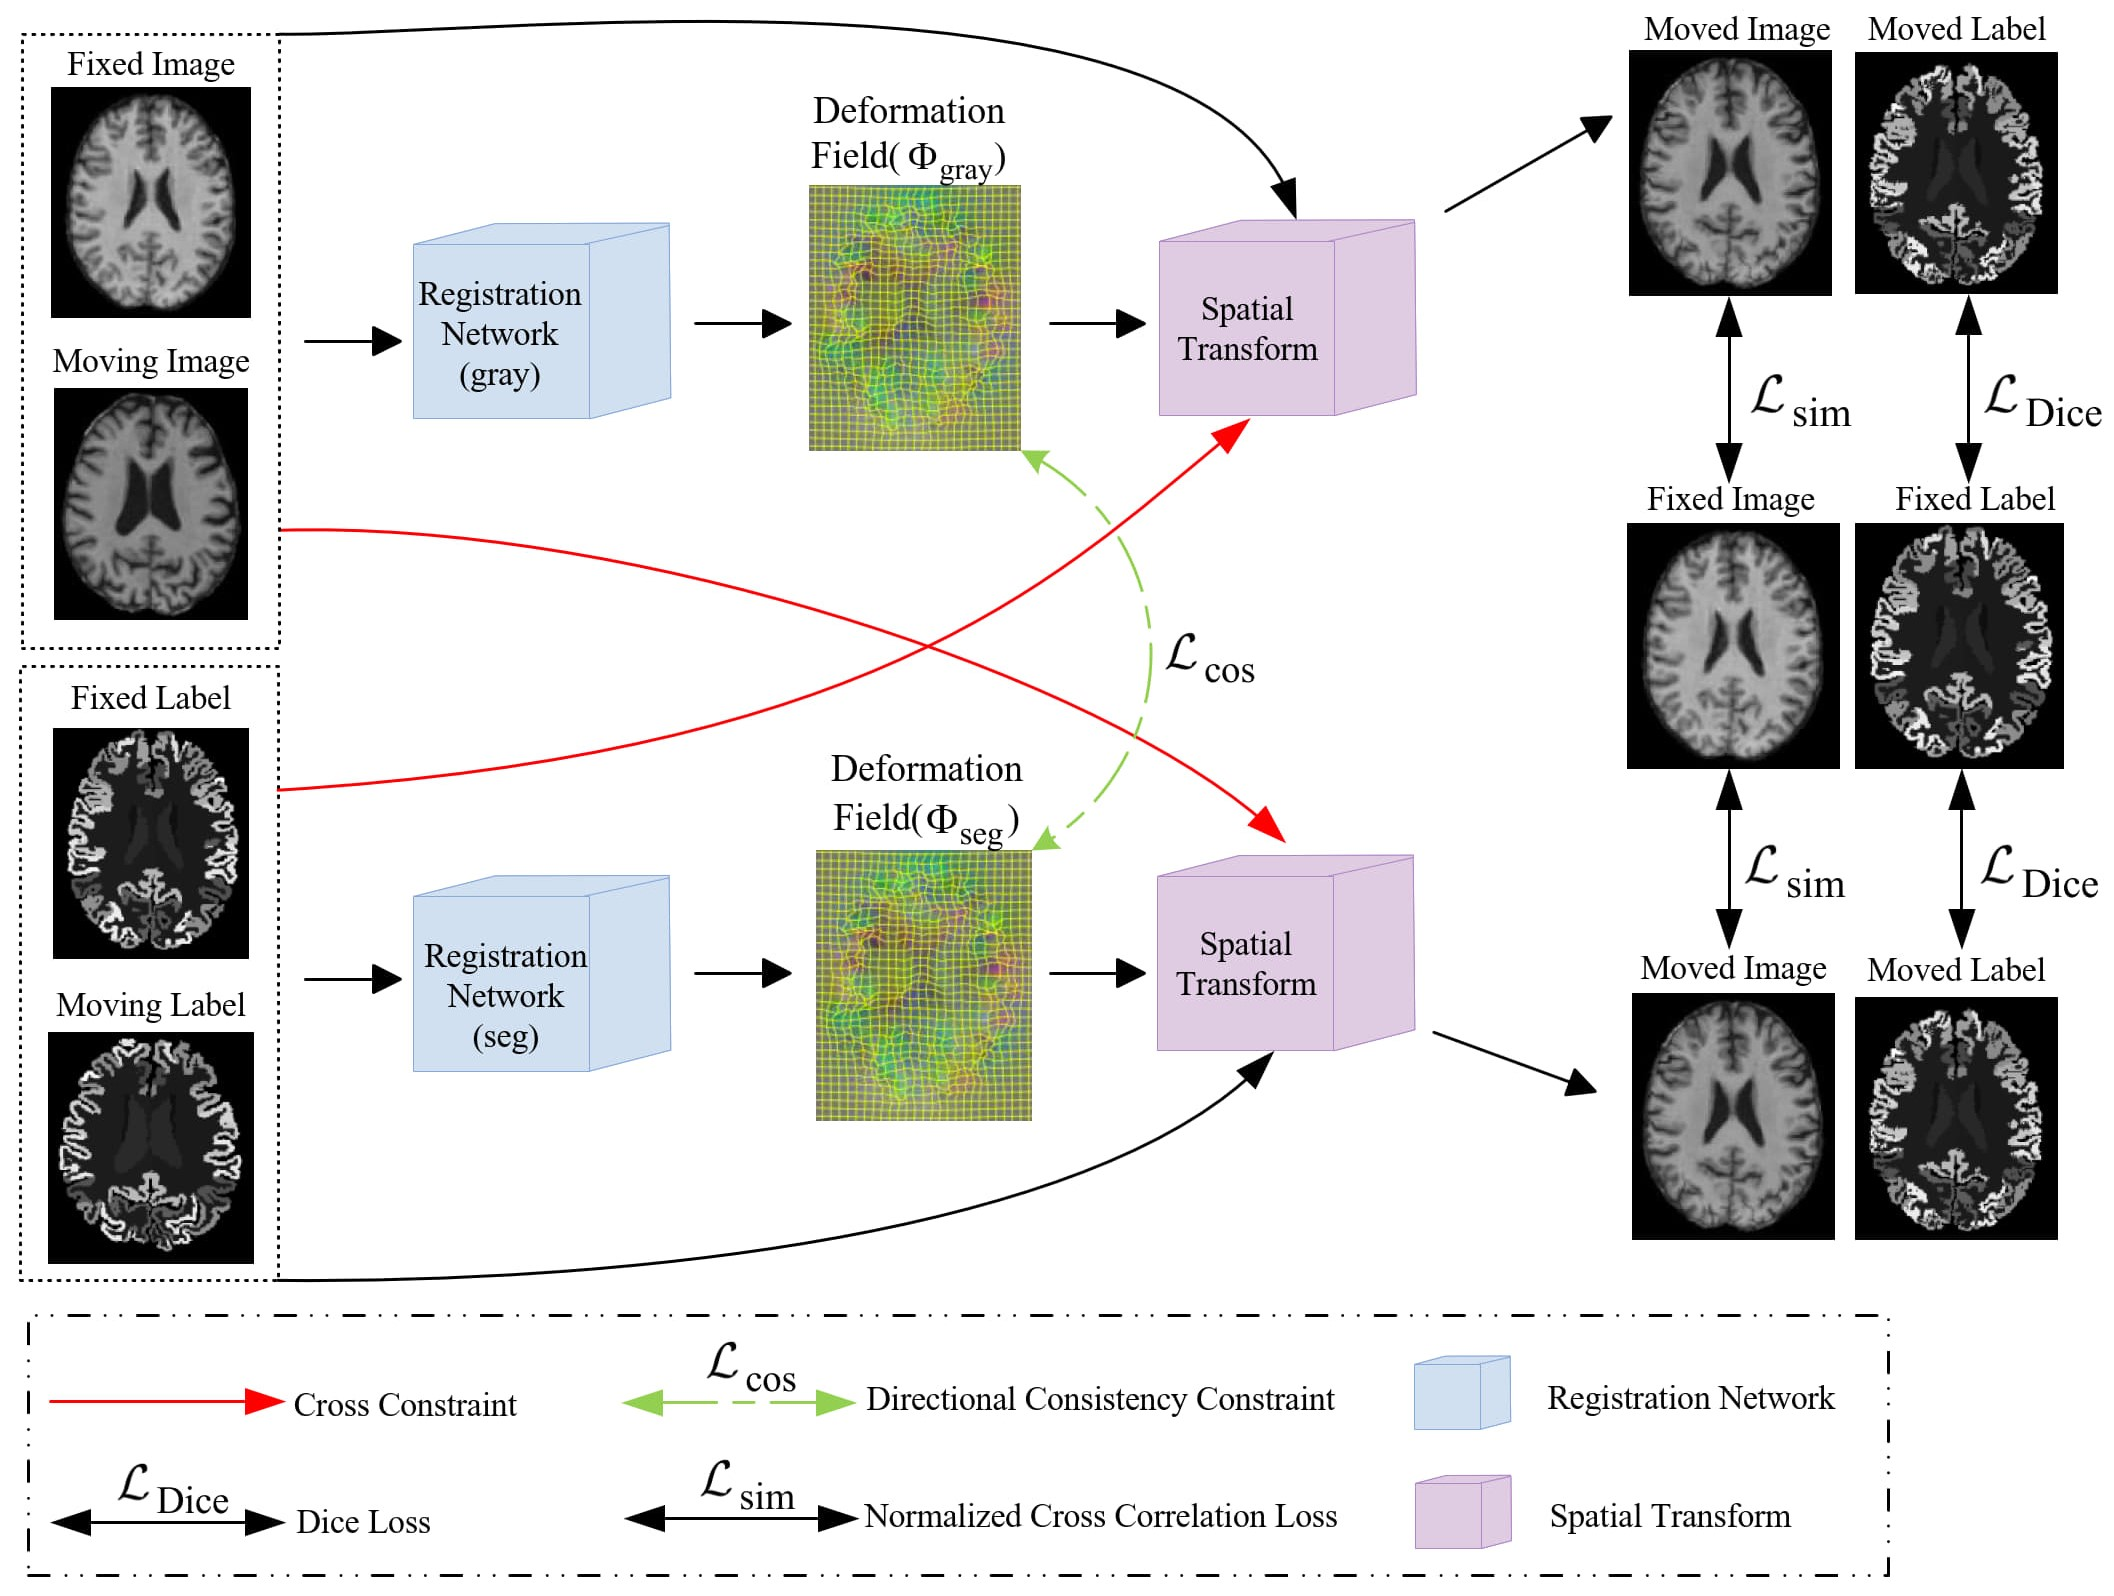 Fixed Image
Moving Image
Fixed Label
Moving Label
Registration
Network
(gray)
Registration
Network
(seg)
Deformation
Field( Φgray)
ℒcos
Deformation
Field(Φseg)
Spatial
Transform
Spatial
Transform
Moved Image Moved Label
ℒsim ℒDice
Fixed Image Fixed Label
ℒsim ℒDice
Moved Image Moved Label
Cross Constraint
ℒcos
Directional Consistency Constraint
Registration Network
ℒDice
Dice Loss
ℒsim
Normalized Cross Correlation Loss
Spatial Transform